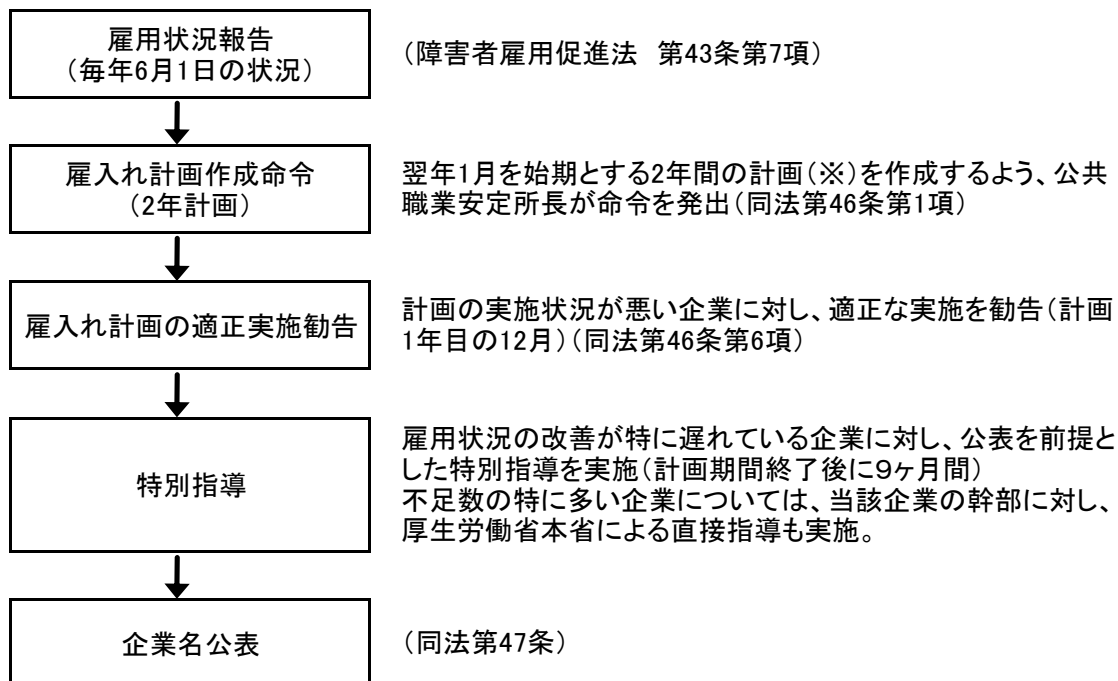 雇用状況報告
（毎年6月1日の状況）
（障害者雇用促進法　第43条第7項）
雇入れ計画作成命令
（2年計画）
翌年1月を始期とする2年間の計画（※）を作成するよう、公共
職業安定所長が命令を発出（同法第46条第1項）
雇入れ計画の適正実施勧告
計画の実施状況が悪い企業に対し、適正な実施を勧告（計画
1年目の12月）（同法第46条第6項）
特別指導
雇用状況の改善が特に遅れている企業に対し、公表を前提と
した特別指導を実施（計画期間終了後に９ヶ月間）
不足数の特に多い企業については、当該企業の幹部に対し、
厚生労働省本省による直接指導も実施。
企業名公表
（同法第47条）